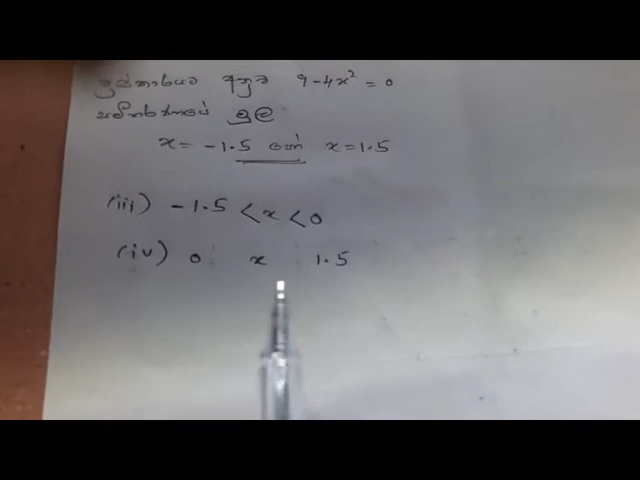 9 - 4x² = 0
මූල
x = -1.5 හෝ x = 1.5
(iii) -1.5 < x < 0
(iv) 0 x 1.5